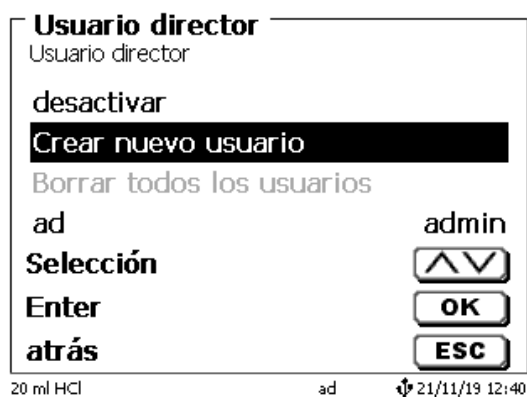 Usuario director
Usuario director
desactivar
Crear nuevo usuario
Borrar todos los usuarios
ad admin
Selección
Enter OK
atrás ESC
20 ml HCl ad 21/11/19 12:40